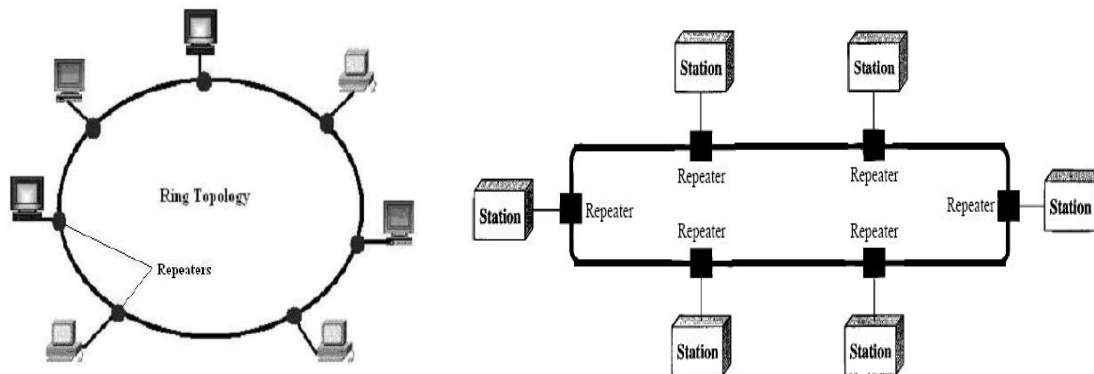 Ring Topology
Repeaters
Station
Station
Repeater
Repeater
Station
Repeater
Repeater
Station
Repeater
Repeater
Station
Station